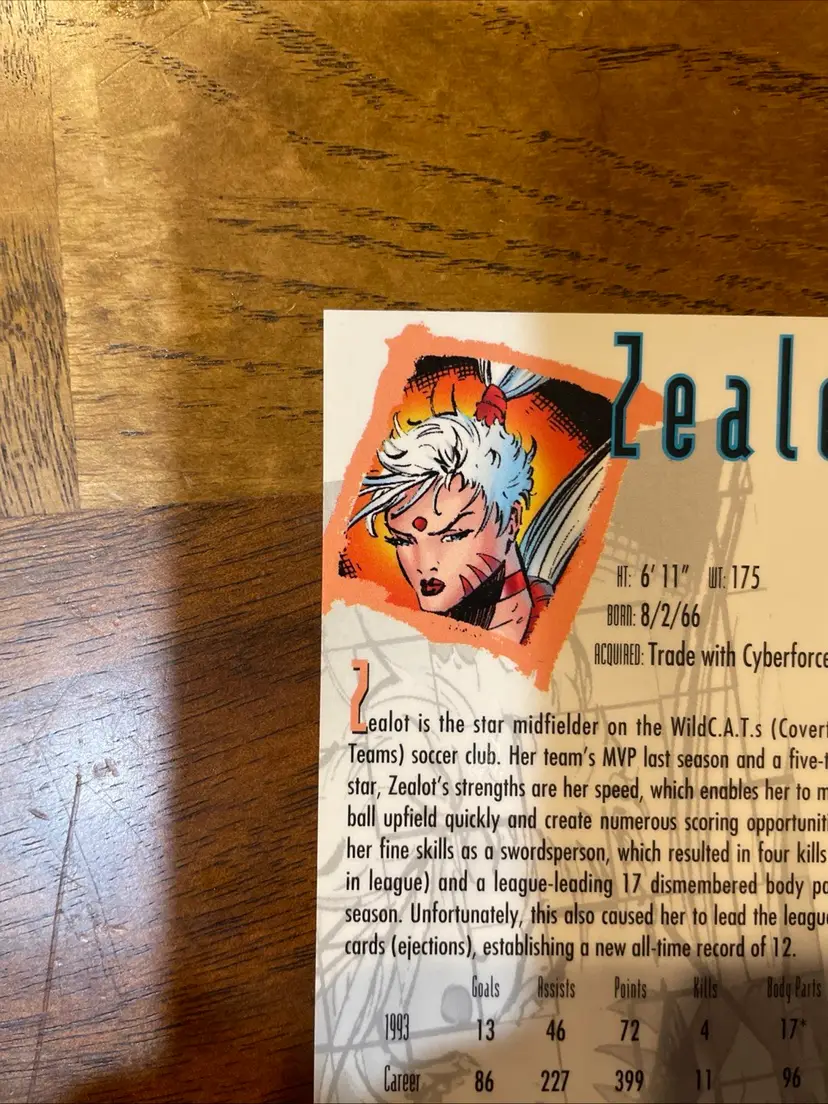 Zealo
HT: 6' 11" WT: 175
BORN: 8/2/66
ACQUIRED: Trade with Cyberforce
Zealot is the star midfielder on the WildC.A.T.s (Covert
Teams) soccer club. Her team's MVP last season and a five-t
star, Zealot's strengths are her speed, which enables her to m
ball upfield quickly and create numerous scoring opportuniti
her fine skills as a swordsperson, which resulted in four kills
in league) and a league-leading 17 dismembered body pa
season. Unfortunately, this also caused her to lead the league
cards (ejections), establishing a new all-time record of 12.
Goals Assists Points Kills Body Parts
1993 13 46 72 4 17*
Career 86 227 399 11 96